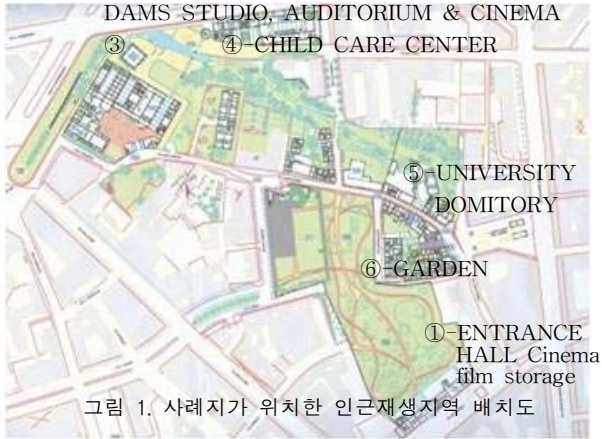 DAMS STUDIO, AUDITORIUM & CINEMA
③
④-CHILD CARE CENTER
⑤-UNIVERSITY
DOMITORY
⑥-GARDEN
①-ENTRANCE
HALL Cinema
film storage
그림 1. 사례지가 위치한 인근재생지역 배치도